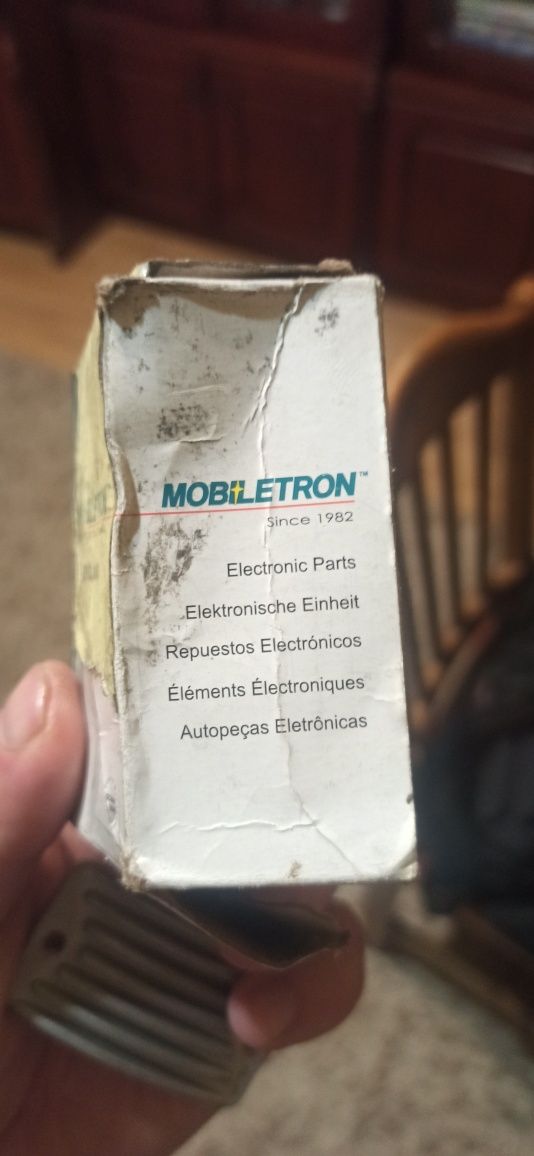 MOBILETRON™
Since 1982
Electronic Parts
Elektronische Einheit
Repuestos Electrónicos
Éléments Électroniques
Autopeças Eletrônicas